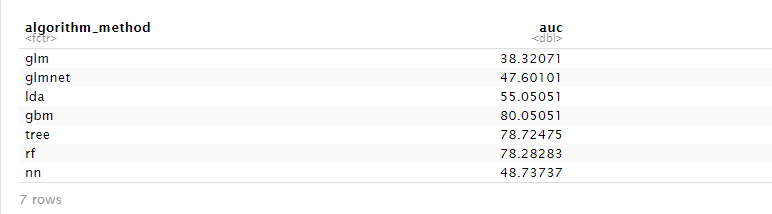 algorithm_method auc
<fctr> <dbl>
glm 38.32071
glmnet 47.60101
lda 55.05051
gbm 80.05051
tree 78.72475
rf 78.28283
nn 48.73737
7 rows